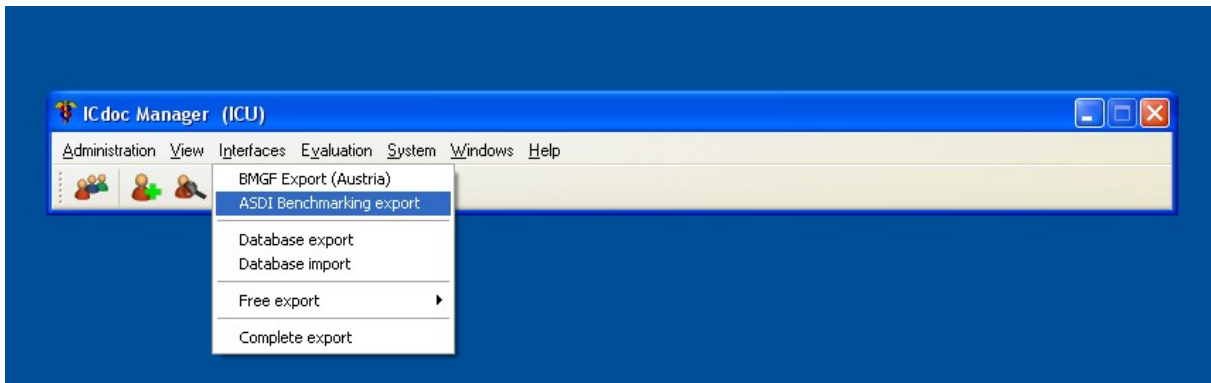 ICdoc Manager (ICU)
Administration View Interfaces Evaluation System Windows Help
BMGF Export (Austria)
ASDI Benchmarking export
Database export
Database import
Free export
Complete export